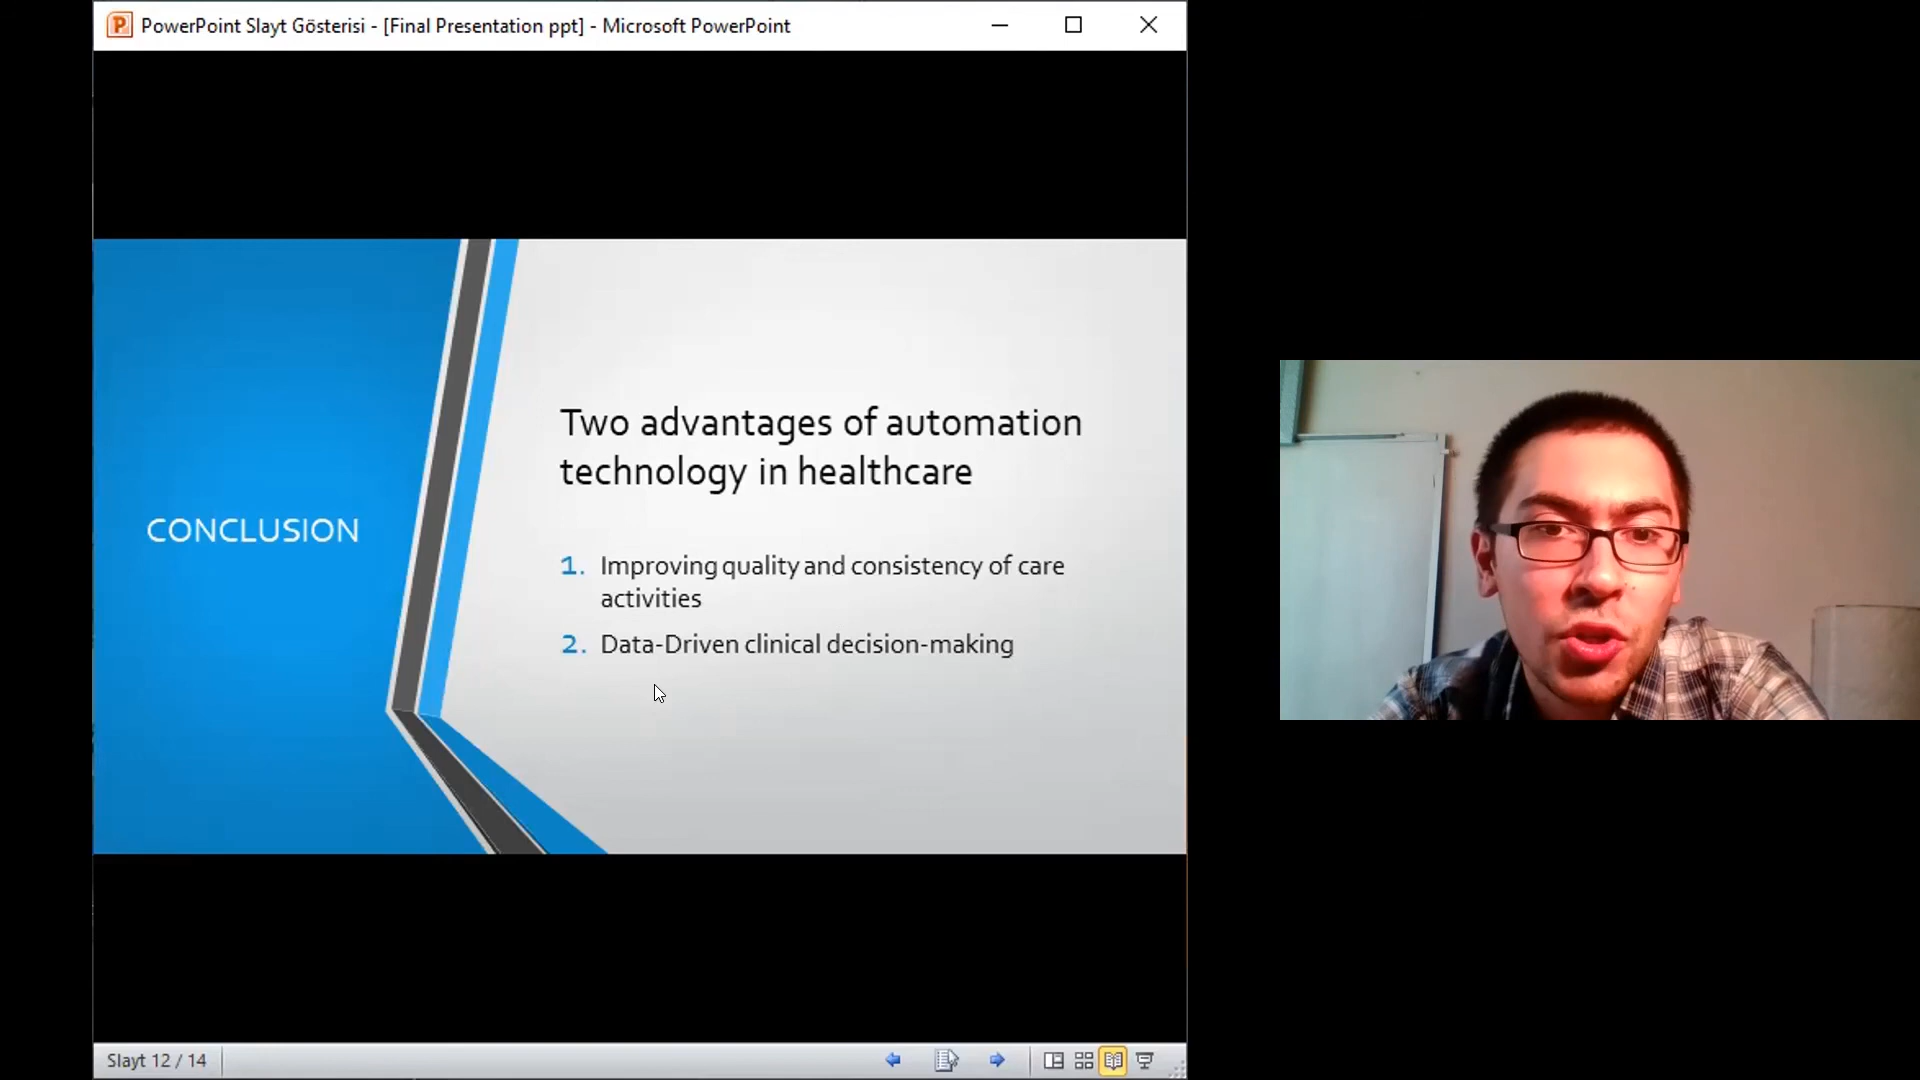 PowerPoint Slayt Gösterisi - [Final Presentation ppt] - Microsoft PowerPoint
CONCLUSION
Two advantages of automation
technology in healthcare
1. Improving quality and consistency of care
activities
2. Data-Driven clinical decision-making
Slayt 12 / 14